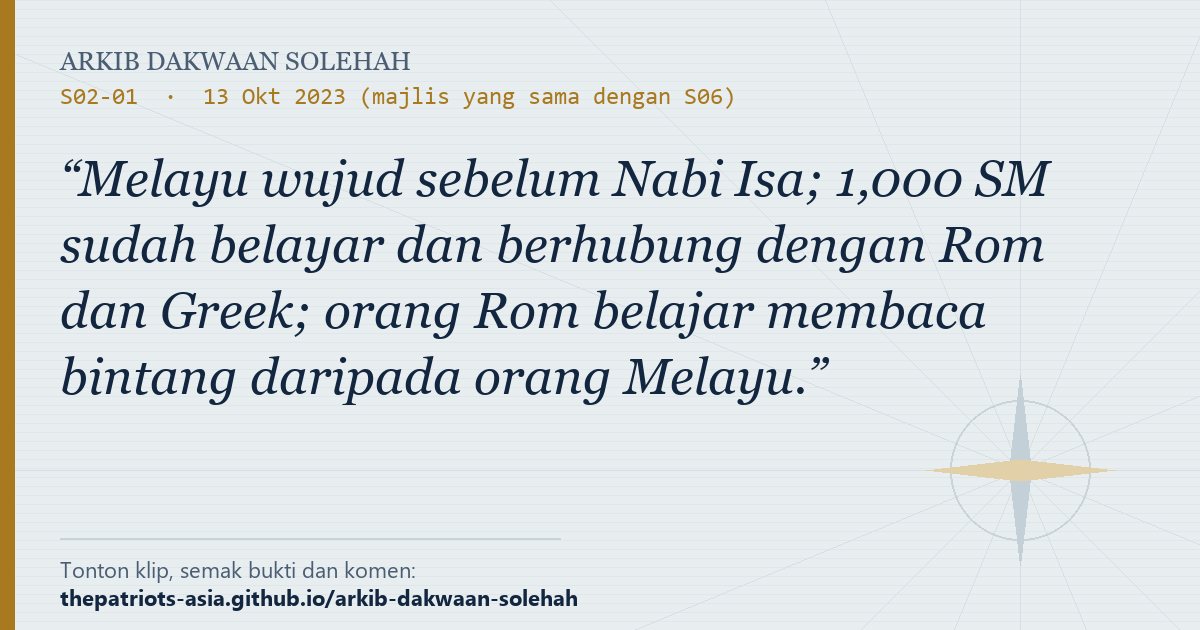 ARKIB DAKWAAN SOLEHAH
S02-01 · 13 Okt 2023 (majlis yang sama dengan S06)
“Melayu wujud sebelum Nabi Isa; 1,000 SM
sudah belayar dan berhubung dengan Rom
dan Greek; orang Rom belajar membaca
bintang daripada orang Melayu.”
Tonton klip, semak bukti dan komen:
thepatriots-asia.github.io/arkib-dakwaan-solehah